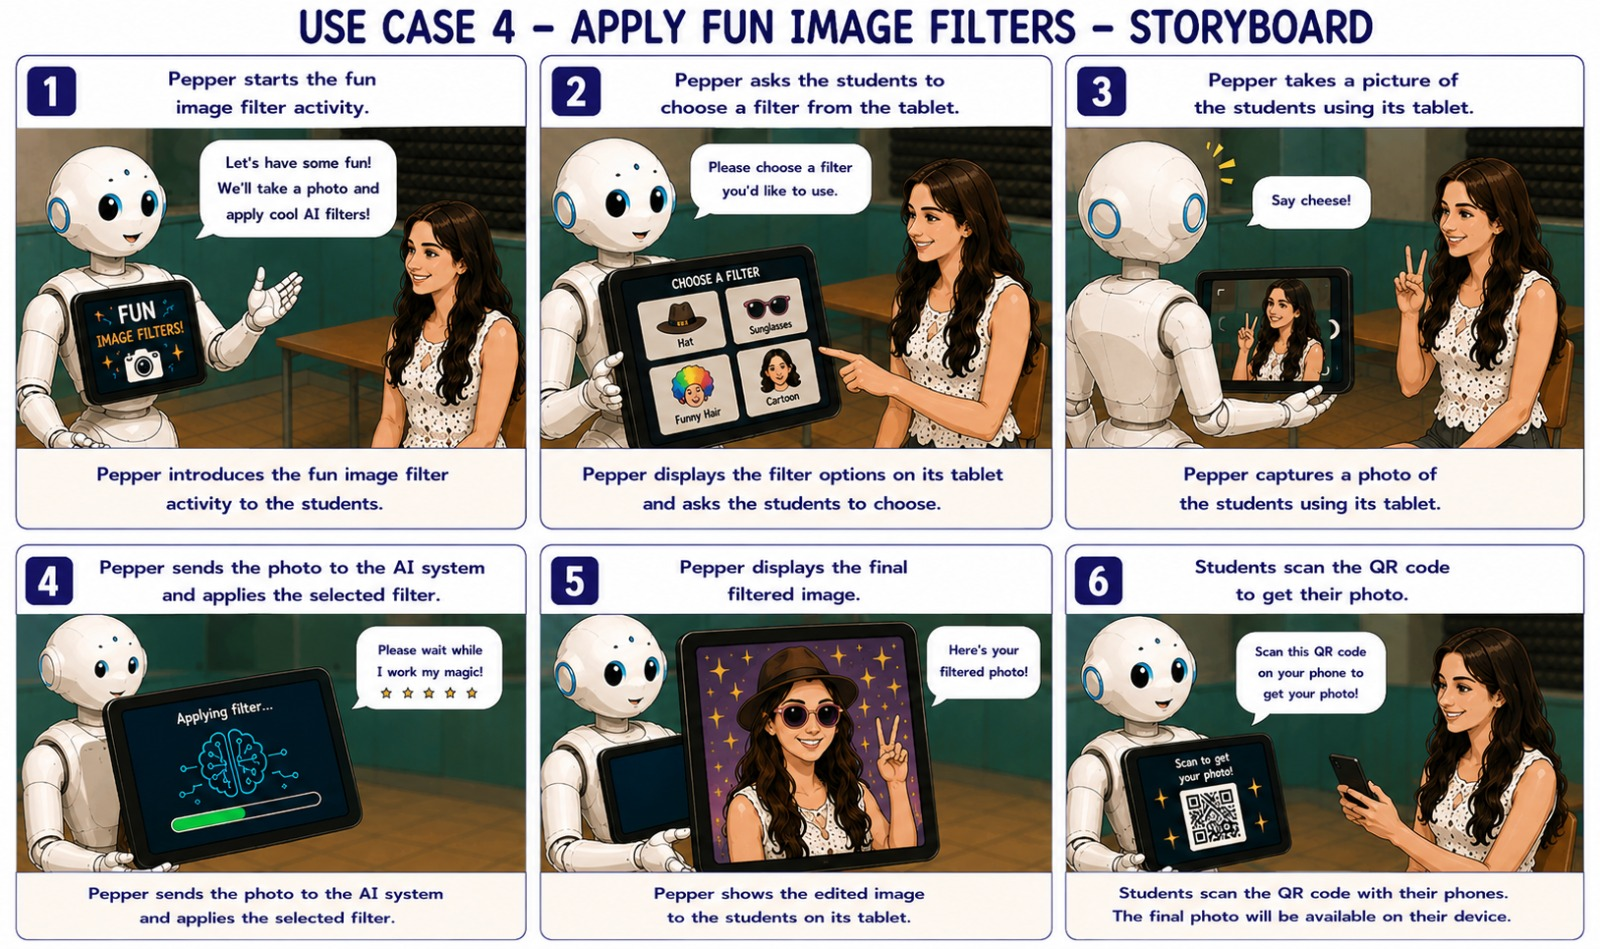 USE CASE 4 – APPLY FUN IMAGE FILTERS – STORYBOARD
1
Pepper starts the fun
image filter activity.
Let's have some fun!
We'll take a photo and
apply cool AI filters!
FUN
IMAGE FILTERS!
Pepper introduces the fun image filter
activity to the students.
2
Pepper asks the students to
choose a filter from the tablet.
Please choose a filter
you'd like to use.
CHOOSE A FILTER
Hat
Sunglasses
Funny Hair
Cartoon
Pepper displays the filter options on its tablet
and asks the students to choose.
3
Pepper takes a picture of
the students using its tablet.
Say cheese!
Pepper captures a photo of
the students using its tablet.
4
Pepper sends the photo to the AI system
and applies the selected filter.
Please wait while
I work my magic!
Applying filter...
Pepper sends the photo to the AI system
and applies the selected filter.
5
Pepper displays the final
filtered image.
Here's your
filtered photo!
Pepper shows the edited image
to the students on its tablet.
6
Students scan the QR code
to get their photo.
Scan this QR code
on your phone to
get your photo!
Scan to get
your photo!
Students scan the QR code with their phones.
The final photo will be available on their device.